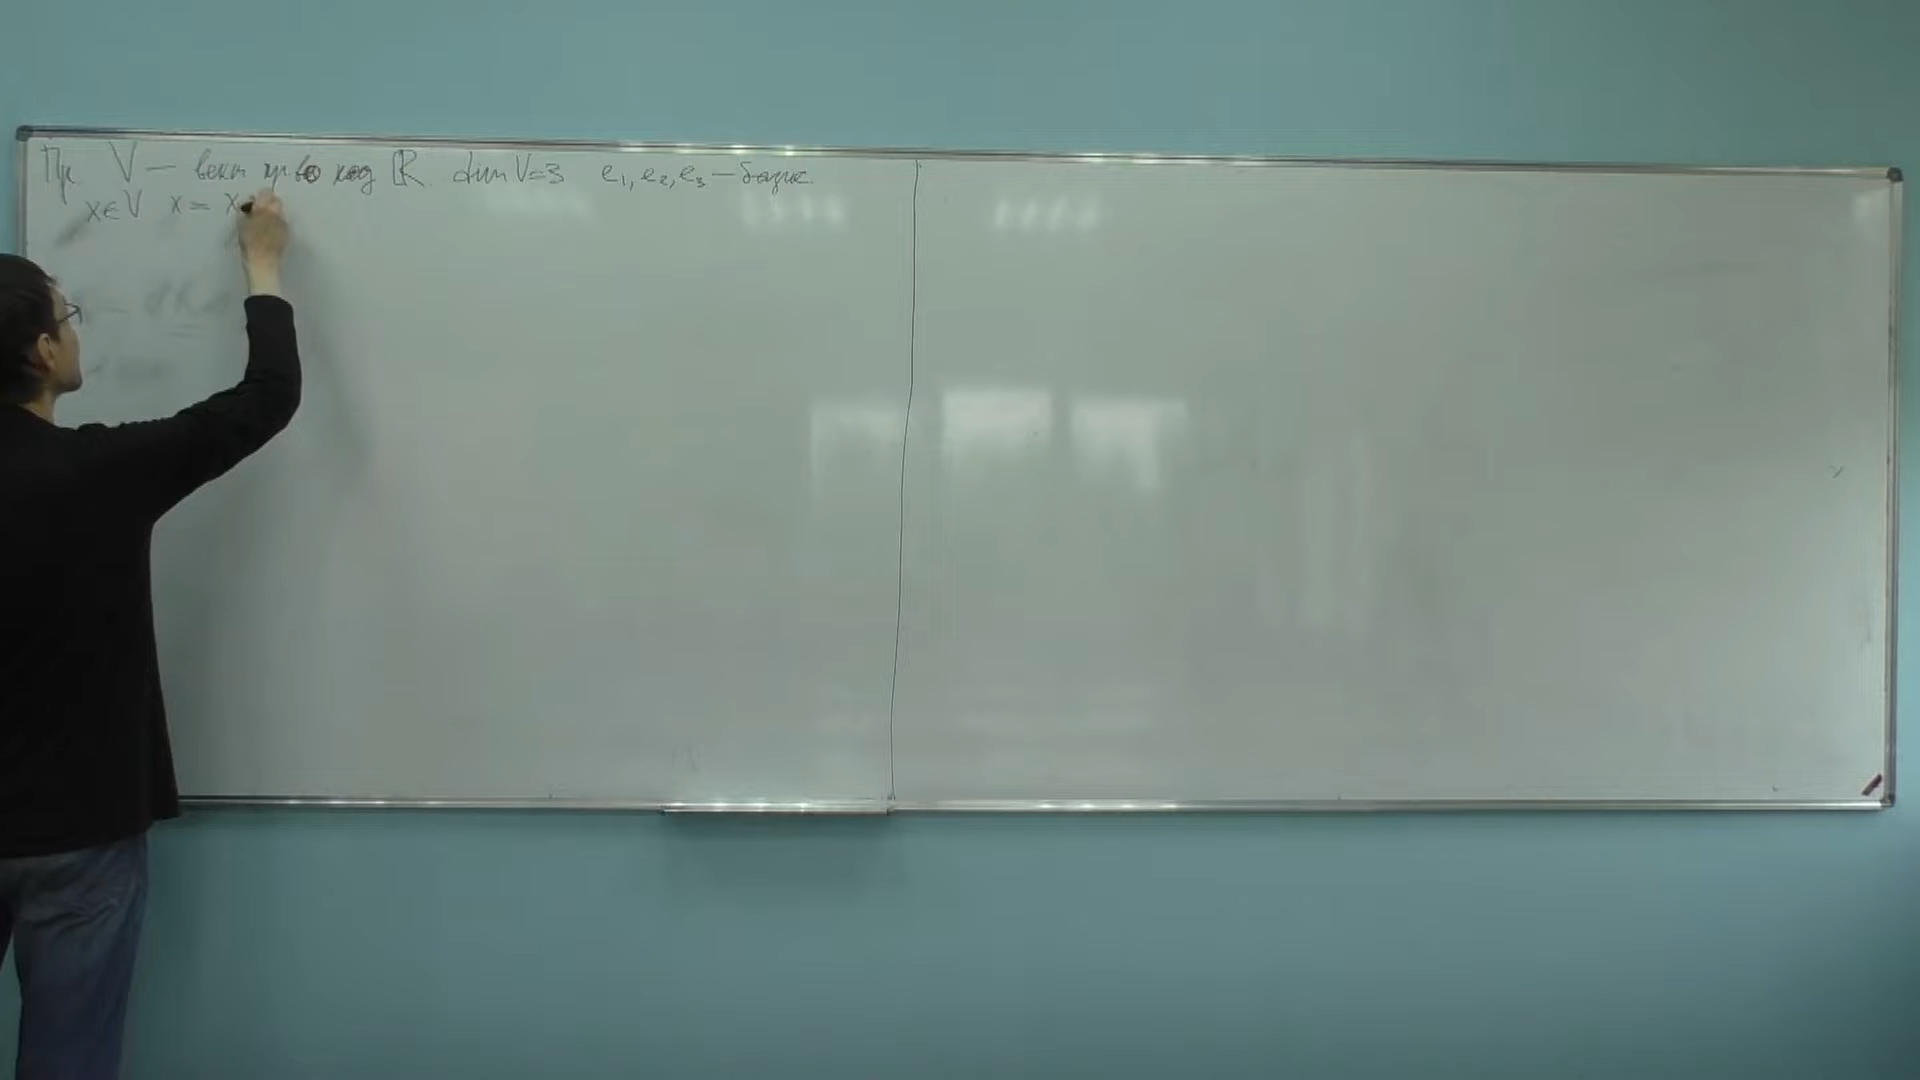 Пр. V — вект пр-во над ℝ. dim V=3 e₁, e₂, e₃ — базис.
x∈V x = x